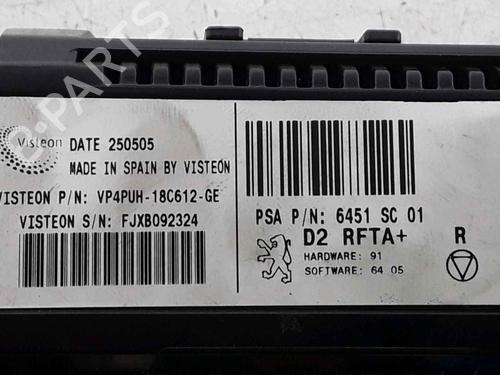 Visteon
DATE 250505
MADE IN SPAIN BY VISTEON
VISTEON P/N: VP4PUH-18C612-GE
VISTEON S/N: FJXB092324
PSA P/N: 6451 SC 01
D2 RFTA+ R
HARDWARE: 91
SOFTWARE: 64 05